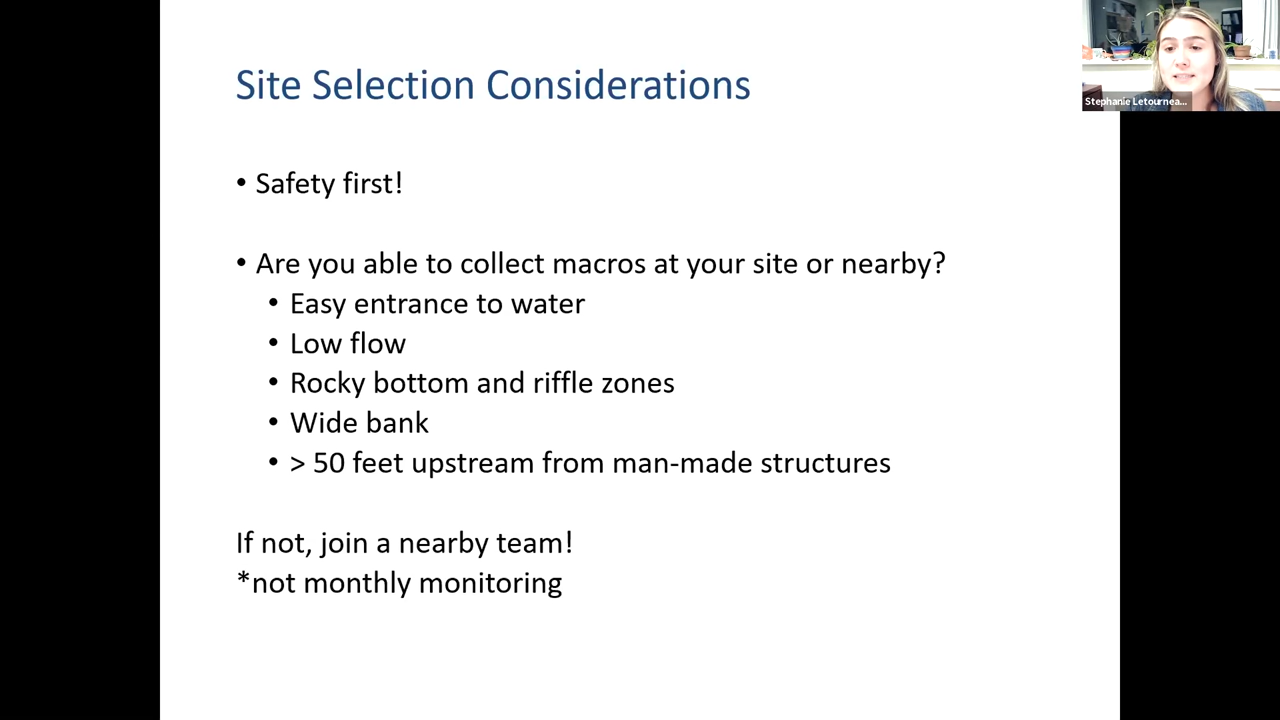 Site Selection Considerations
Stephanie Letournea...
• Safety first!
• Are you able to collect macros at your site or nearby?
• Easy entrance to water
• Low flow
• Rocky bottom and riffle zones
• Wide bank
• > 50 feet upstream from man-made structures
If not, join a nearby team!
*not monthly monitoring